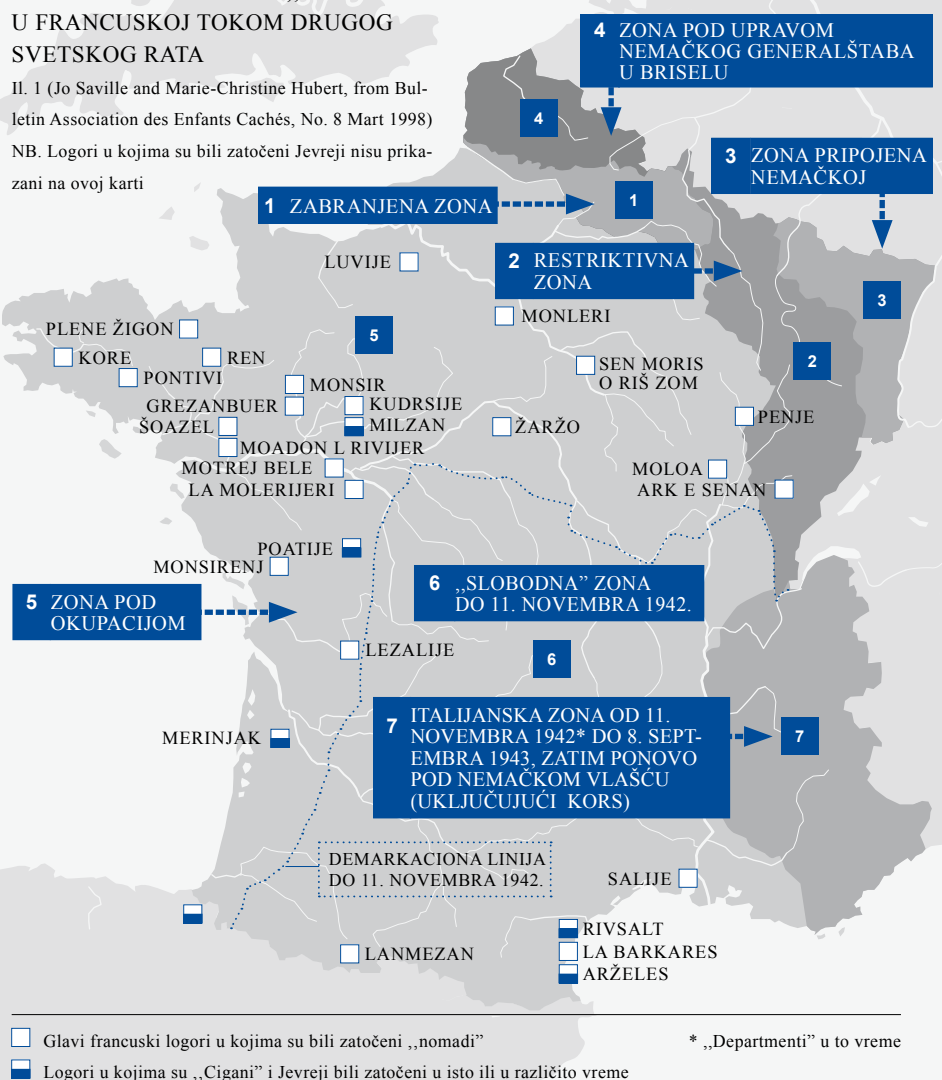 U FRANCUSKOJ TOKOM DRUGOG
SVETSKOG RATA
Il. 1 (Jo Saville and Marie-Christine Hubert, from Bul-
letin Association des Enfants Cachés, No. 8 Mart 1998)
NB. Logori u kojima su bili zatočeni Jevreji nisu prika-
zani na ovoj karti
4 ZONA POD UPRAVOM
NEMAČKOG GENERALŠTABA
U BRISELU
4
3 ZONA PRIPOJENA
NEMAČKOJ
1 ZABRANJENA ZONA
1
2 RESTRIKTIVNA
ZONA
LUVIJE
3
MONLERI
PLENE ŽIGON
5
KORE
REN
SEN MORIS
O RIŠ ZOM
2
PONTIVI
MONSIR
GREZANBUER
KUDRSIJE
PENJE
ŠOAZEL
MILZAN
ŽARŽO
MOADON L RIVIJER
MOTREJ BELE
MOLOA
LA MOLERIJERI
ARK E SENAN
POATIJE
MONSIRENJ
6 ,,SLOBODNA” ZONA
DO 11. NOVEMBRA 1942.
5 ZONA POD
OKUPACIJOM
LEZALIJE
6
7 ITALIJANSKA ZONA OD 11.
NOVEMBRA 1942* DO 8. SEPT-
EMBRA 1943, ZATIM PONOVO
POD NEMAČKOM VLAŠĆU
(UKLJUČUJUĆI KORS)
7
MERINJAK
DEMARKACIONA LINIJA
DO 11. NOVEMBRA 1942.
SALIJE
RIVSALT
LANMEZAN
LA BARKARES
ARŽELES
Glavi francuski logori u kojima su bili zatočeni ,,nomadi”
* ,,Departmenti” u to vreme
Logori u kojima su ,,Cigani” i Jevreji bili zatočeni u isto ili u različito vreme